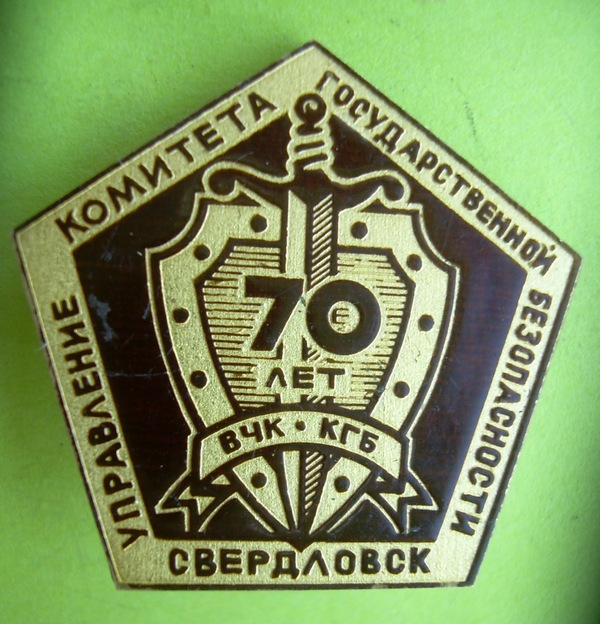 УПРАВЛЕНИЕ
КОМИТЕТА
ГОСУДАРСТВЕННОЙ
БЕЗОПАСНОСТИ
70
ЛЕТ
ВЧК • КГБ
СВЕРДЛОВСК